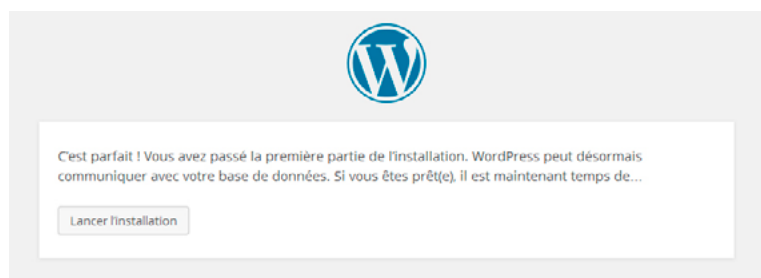 C'est parfait ! Vous avez passé la première partie de l'installation. WordPress peut désormais
communiquer avec votre base de données. Si vous êtes prêt(e), il est maintenant temps de…
Lancer l'installation